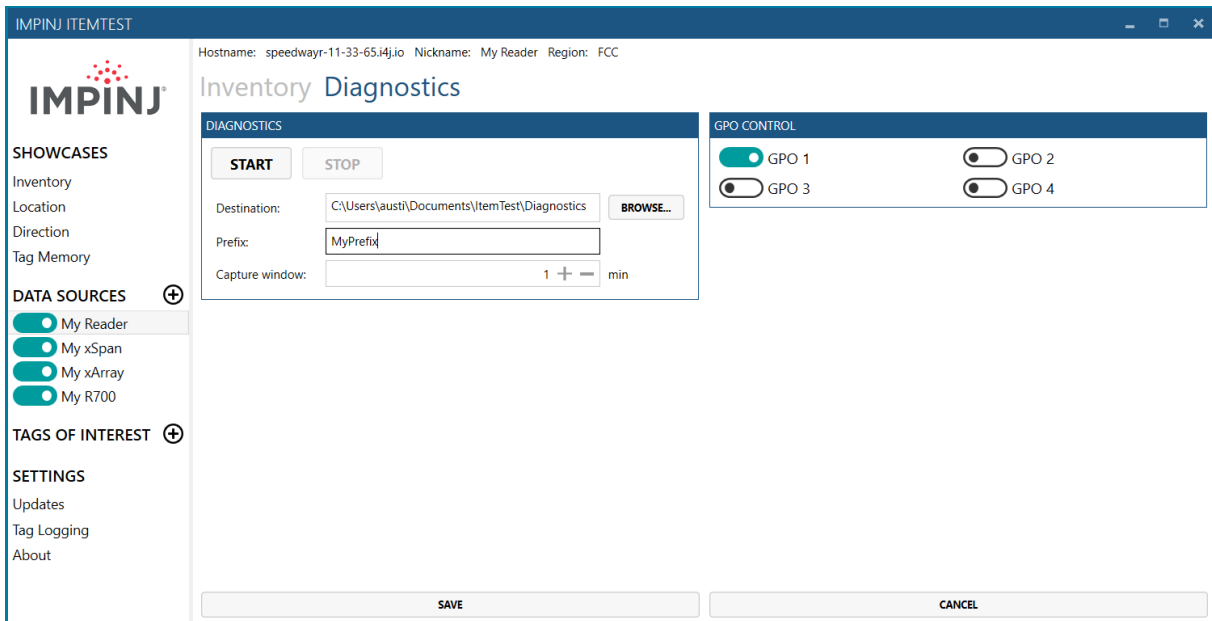 IMPINJ ITEMTEST
IMPINJ
SHOWCASES
Inventory
Location
Direction
Tag Memory
DATA SOURCES
My Reader
My xSpan
My xArray
My R700
TAGS OF INTEREST
SETTINGS
Updates
Tag Logging
About
Hostname: speedwayr-11-33-65.i4j.io Nickname: My Reader Region: FCC
Inventory Diagnostics
DIAGNOSTICS
START STOP
Destination: C:\Users\austi\Documents\ItemTest\Diagnostics BROWSE...
Prefix: MyPrefix
Capture window: 1 min
GPO CONTROL
GPO 1 GPO 2
GPO 3 GPO 4
SAVE CANCEL